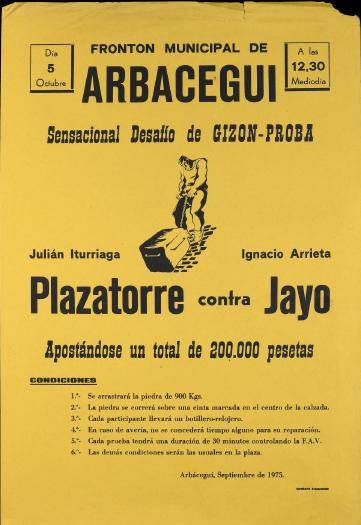 Día
5
Octubre
FRONTON MUNICIPAL DE
A las
12,30
Mediodía
ARBACEGUI
Sensacional Desafío de GIZON-PROBA
Julián Iturriaga
Ignacio Arrieta
Plazatorre contra Jayo
Apostándose un total de 200.000 pesetas
CONDICIONES
1.ª- Se arrastrará la piedra de 900 Kgs.
2.ª- La piedra se correrá sobre una cinta marcada en el centro de la calzada.
3.ª- Cada participante llevará un botillero-relojero.
4.ª- En caso de avería, no se concederá tiempo alguno para su reparación.
5.ª- Cada prueba tendrá una duración de 30 minutos controlando la F.A.V.
6.ª- Las demás condiciones serán las usuales en la plaza.
Arbácegui, Septiembre de 1975.